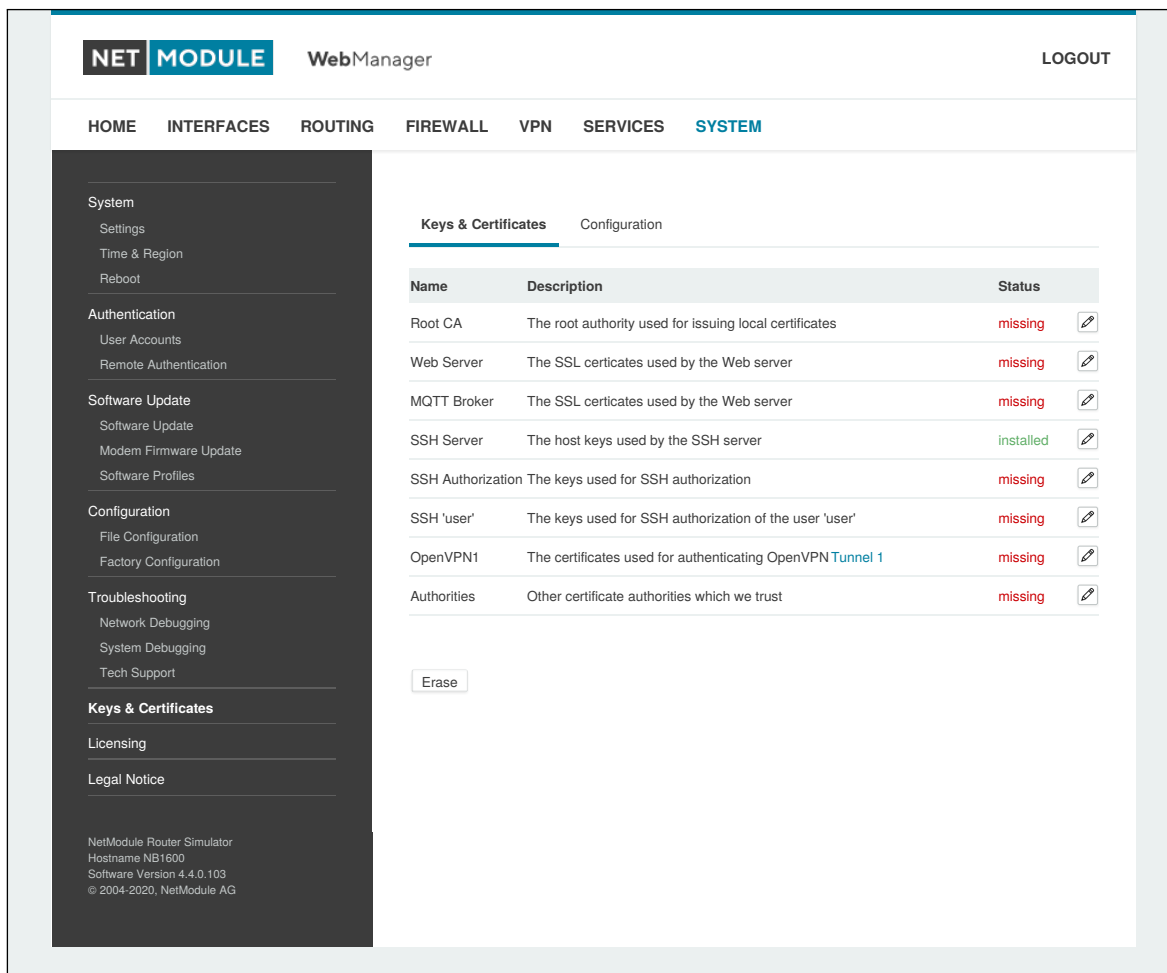 NET MODULE WebManager LOGOUT
HOME INTERFACES ROUTING FIREWALL VPN SERVICES SYSTEM
System
Settings
Time & Region
Reboot
Authentication
User Accounts
Remote Authentication
Software Update
Software Update
Modem Firmware Update
Software Profiles
Configuration
File Configuration
Factory Configuration
Troubleshooting
Network Debugging
System Debugging
Tech Support
Keys & Certificates
Licensing
Legal Notice
NetModule Router Simulator
Hostname NB1600
Software Version 4.4.0.103
© 2004-2020, NetModule AG
Keys & Certificates Configuration
Name Description Status
Root CA The root authority used for issuing local certificates missing
Web Server The SSL certicates used by the Web server missing
MQTT Broker The SSL certicates used by the Web server missing
SSH Server The host keys used by the SSH server installed
SSH Authorization The keys used for SSH authorization missing
SSH 'user' The keys used for SSH authorization of the user 'user' missing
OpenVPN1 The certificates used for authenticating OpenVPN Tunnel 1 missing
Authorities Other certificate authorities which we trust missing
Erase